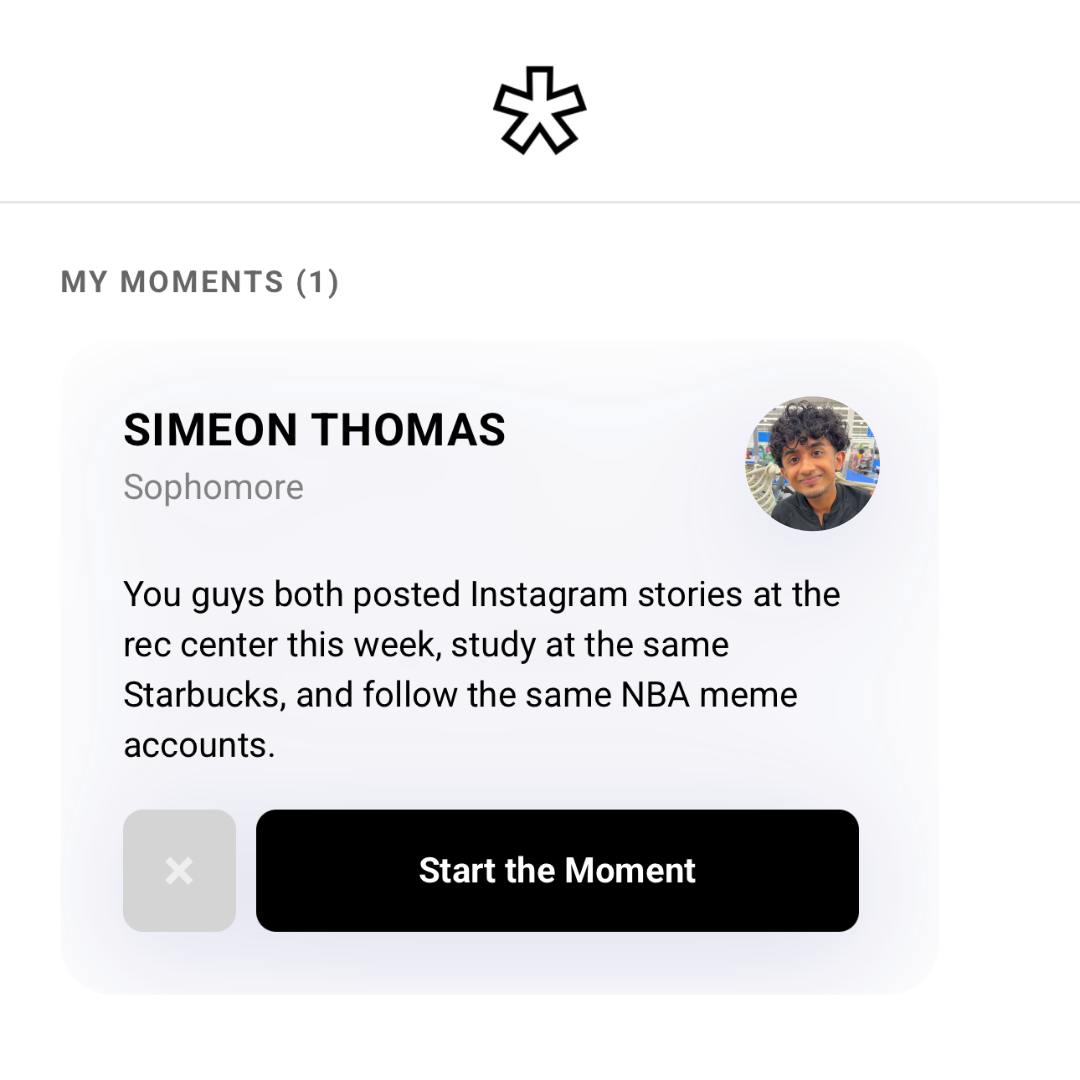 MY MOMENTS (1)
SIMEON THOMAS
Sophomore
You guys both posted Instagram stories at the
rec center this week, study at the same
Starbucks, and follow the same NBA meme
accounts.
Start the Moment